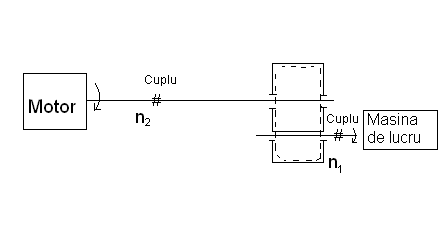 Cuplu
Motor
n2
Cuplu
Masina
de lucru
n1